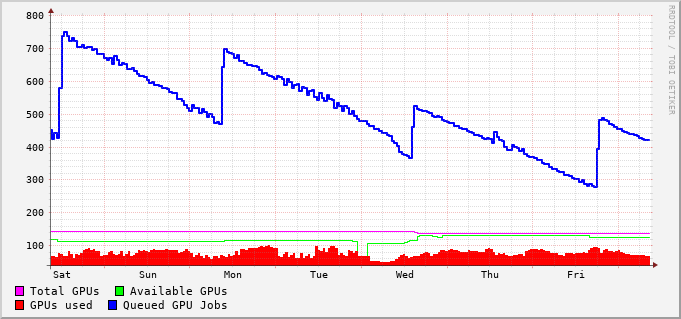 800
700
600
500
400
300
200
100
Sat Sun Mon Tue Wed Thu Fri
Total GPUs Available GPUs
GPUs used Queued GPU Jobs
RRDTOOL / TOBI OETIKER